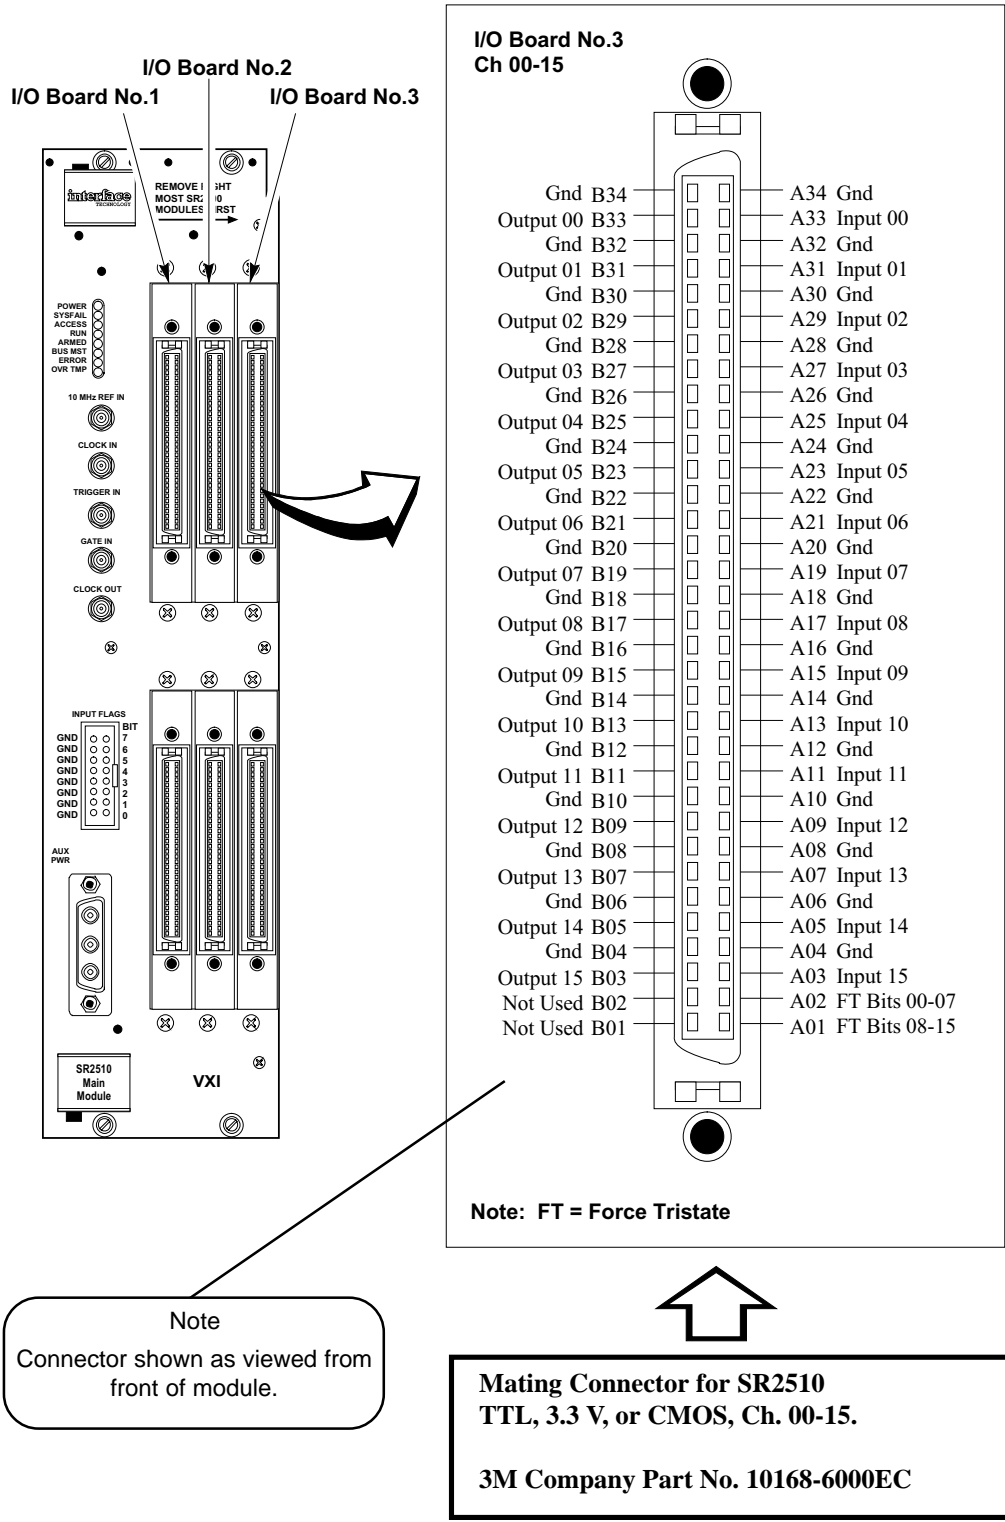 I/O Board No.2
I/O Board No.1
I/O Board No.3
interface
TECHNOLOGY
REMOVE RIGHT
MODULES
VXI
POWER
SYSFAIL
ACCESS
RUN
ARMED
BUS MST
ERROR
OVR TMP
10 MHz REF IN
CLOCK IN
TRIGGER IN
GATE IN
CLOCK OUT
INPUT FLAGS
BIT
GND 7
GND 6
GND 5
GND 4
GND 3
GND 2
GND 1
GND 0
AUX
PWR
SR2510
Main
Module
I/O Board No.3
Ch 00-15
Gnd B34 A34 Gnd
Output 00 B33 A33 Input 00
Gnd B32 A32 Gnd
Output 01 B31 A31 Input 01
Gnd B30 A30 Gnd
Output 02 B29 A29 Input 02
Gnd B28 A28 Gnd
Output 03 B27 A27 Input 03
Gnd B26 A26 Gnd
Output 04 B25 A25 Input 04
Gnd B24 A24 Gnd
Output 05 B23 A23 Input 05
Gnd B22 A22 Gnd
Output 06 B21 A21 Input 06
Gnd B20 A20 Gnd
Output 07 B19 A19 Input 07
Gnd B18 A18 Gnd
Output 08 B17 A17 Input 08
Gnd B16 A16 Gnd
Output 09 B15 A15 Input 09
Gnd B14 A14 Gnd
Output 10 B13 A13 Input 10
Gnd B12 A12 Gnd
Output 11 B11 A11 Input 11
Gnd B10 A10 Gnd
Output 12 B09 A09 Input 12
Gnd B08 A08 Gnd
Output 13 B07 A07 Input 13
Gnd B06 A06 Gnd
Output 14 B05 A05 Input 14
Gnd B04 A04 Gnd
Output 15 B03 A03 Input 15
Not Used B02 A02 FT Bits 00-07
Not Used B01 A01 FT Bits 08-15
Note: FT = Force Tristate
Note
Connector shown as viewed from
front of module.
Mating Connector for SR2510
TTL, 3.3 V, or CMOS, Ch. 00-15.
3M Company Part No. 10168-6000EC